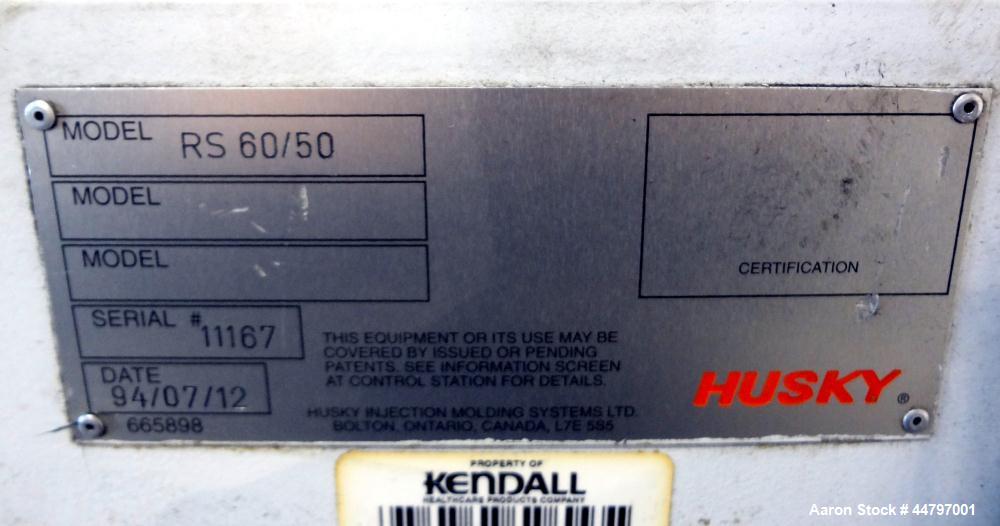 MODEL RS 60/50
MODEL
MODEL
SERIAL # 11167
DATE 94/07/12
665898
THIS EQUIPMENT OR ITS USE MAY BE
COVERED BY ISSUED OR PENDING
PATENTS. SEE INFORMATION SCREEN
AT CONTROL STATION FOR DETAILS.
HUSKY INJECTION MOLDING SYSTEMS LTD.
BOLTON, ONTARIO, CANADA, L7E 5S5
CERTIFICATION
HUSKY®
PROPERTY OF
KENDALL
HEALTHCARE PRODUCTS COMPANY
Aaron Stock # 44797001